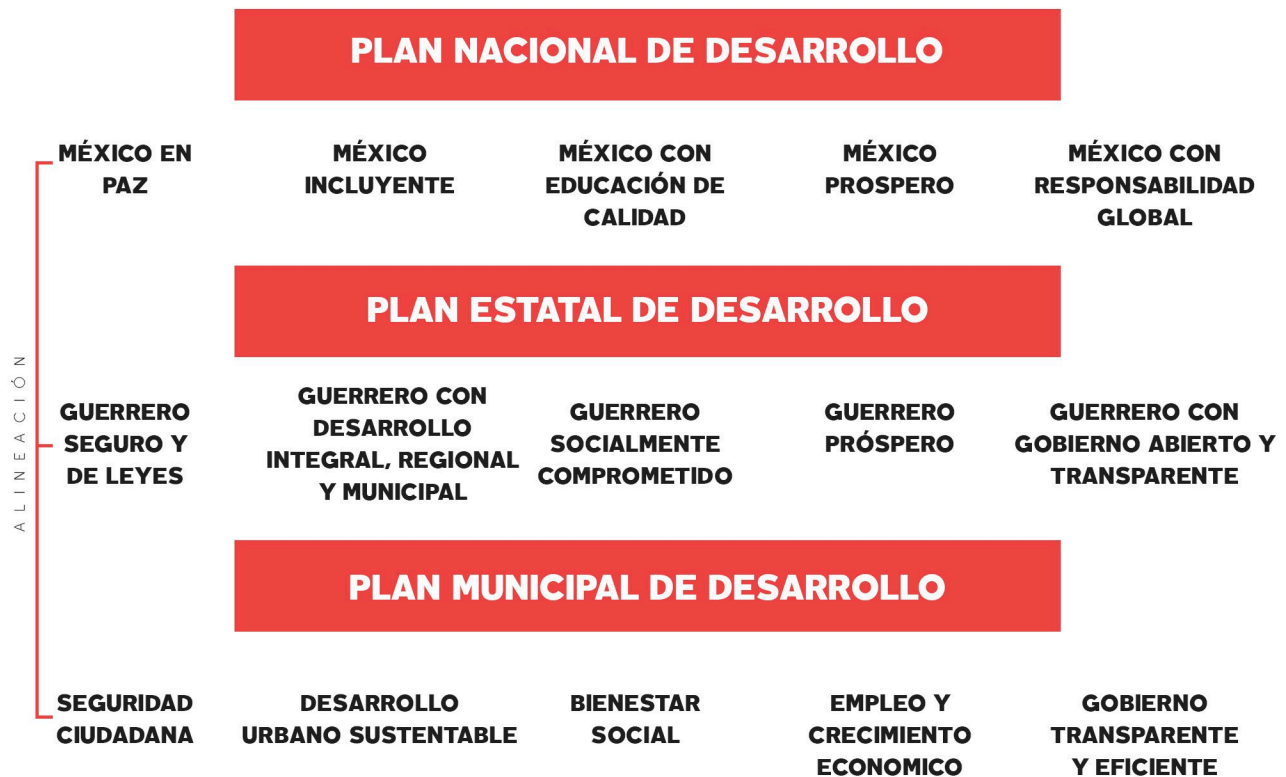 PLAN NACIONAL DE DESARROLLO
MÉXICO EN
PAZ
MÉXICO
INCLUYENTE
MÉXICO CON
EDUCACIÓN DE
CALIDAD
MÉXICO
PROSPERO
MÉXICO CON
RESPONSABILIDAD
GLOBAL
PLAN ESTATAL DE DESARROLLO
ALINEACIÓN
GUERRERO
SEGURO Y
DE LEYES
GUERRERO CON
DESARROLLO
INTEGRAL, REGIONAL
Y MUNICIPAL
GUERRERO
SOCIALMENTE
COMPROMETIDO
GUERRERO
PRÓSPERO
GUERRERO CON
GOBIERNO ABIERTO Y
TRANSPARENTE
PLAN MUNICIPAL DE DESARROLLO
SEGURIDAD
CIUDADANA
DESARROLLO
URBANO SUSTENTABLE
BIENESTAR
SOCIAL
EMPLEO Y
CRECIMIENTO
ECONOMICO
GOBIERNO
TRANSPARENTE
Y EFICIENTE